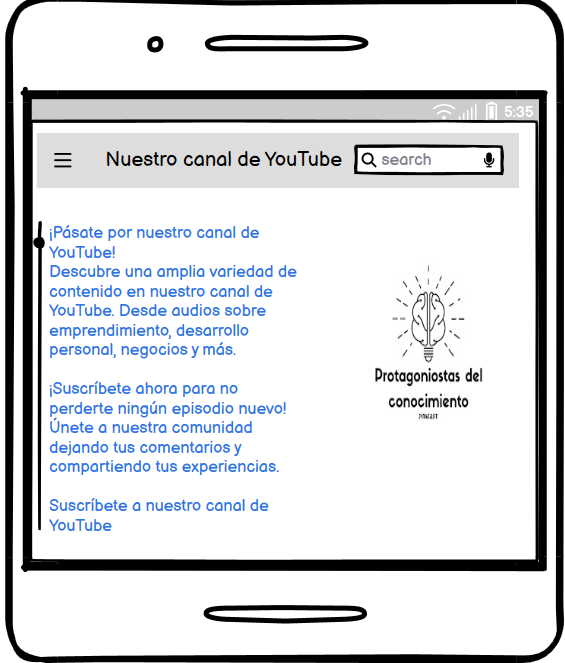 5:35
Nuestro canal de YouTube
search
¡Pásate por nuestro canal de
YouTube!
Descubre una amplia variedad de
contenido en nuestro canal de
YouTube. Desde audios sobre
emprendimiento, desarrollo
personal, negocios y más.
¡Suscríbete ahora para no
perderte ningún episodio nuevo!
Únete a nuestra comunidad
dejando tus comentarios y
compartiendo tus experiencias.
Suscríbete a nuestro canal de
YouTube
Protagoniostas del
conocimiento
PODCAST